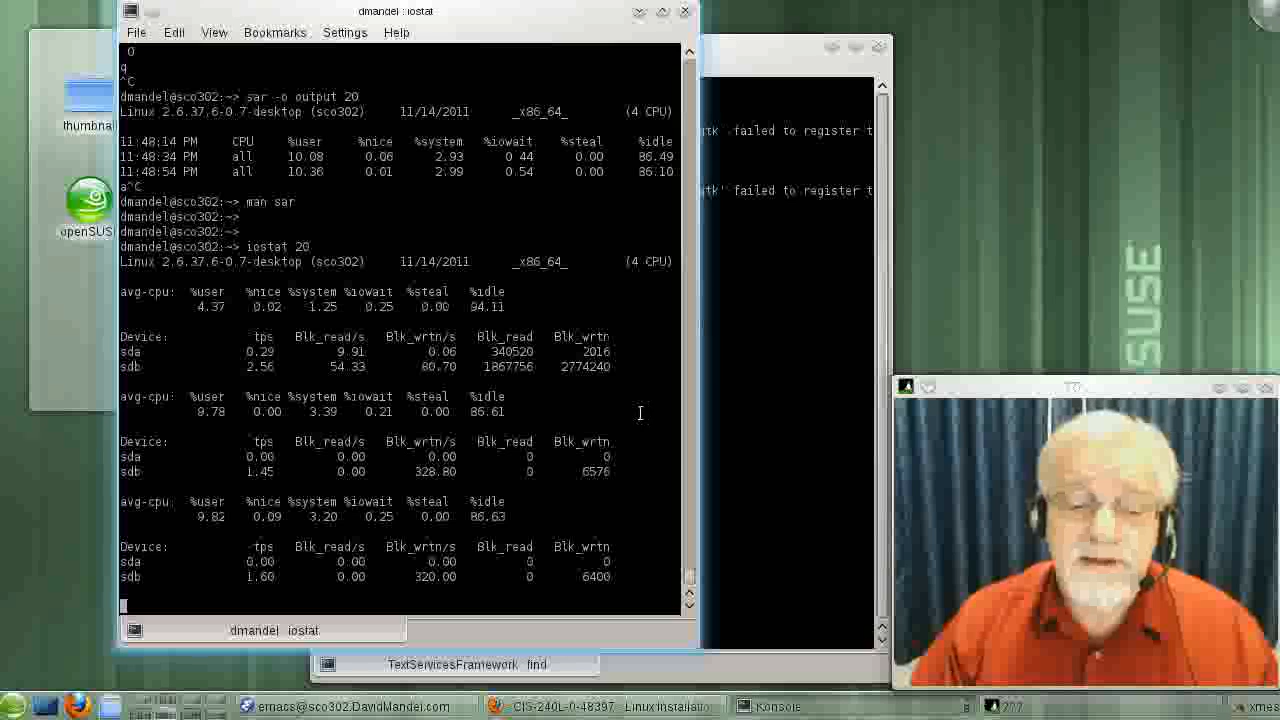 dmandel : iostat
File Edit View Bookmarks Settings Help
0
q
^C
dmandel@sco302:~> sar -o output 20
Linux 2.6.37.6-0.7-desktop (sco302) 11/14/2011 _x86_64_ (4 CPU)
11:48:14 PM CPU %user %nice %system %iowait %steal %idle
11:48:34 PM all 10.08 0.06 2.93 0.44 0.00 86.49
11:48:54 PM all 10.36 0.01 2.99 0.54 0.00 86.10
a^C
dmandel@sco302:~> man sar
dmandel@sco302:~>
dmandel@sco302:~>
dmandel@sco302:~> iostat 20
Linux 2.6.37.6-0.7-desktop (sco302) 11/14/2011 _x86_64_ (4 CPU)
avg-cpu: %user %nice %system %iowait %steal %idle
4.37 0.02 1.25 0.25 0.00 94.11
Device: tps Blk_read/s Blk_wrtn/s Blk_read Blk_wrtn
sda 0.29 9.91 0.06 340520 2016
sdb 2.56 54.33 80.70 1867756 2774240
avg-cpu: %user %nice %system %iowait %steal %idle
9.78 0.00 3.39 0.21 0.00 86.61
Device: tps Blk_read/s Blk_wrtn/s Blk_read Blk_wrtn
sda 0.00 0.00 0.00 0 0
sdb 1.45 0.00 328.80 0 6576
avg-cpu: %user %nice %system %iowait %steal %idle
9.82 0.09 3.20 0.25 0.00 86.63
Device: tps Blk_read/s Blk_wrtn/s Blk_read Blk_wrtn
sda 0.00 0.00 0.00 0 0
sdb 1.60 0.00 320.00 0 6400
dmandel : iostat
gtk' failed to register t
gtk' failed to register t
TextServicesFramework : find
thumbnail
openSUS
SUSE
???
emacs@sco302.DavidMandel.com
CIS-240L-0-48397 Linux Installatio
Konsole
???
xmes